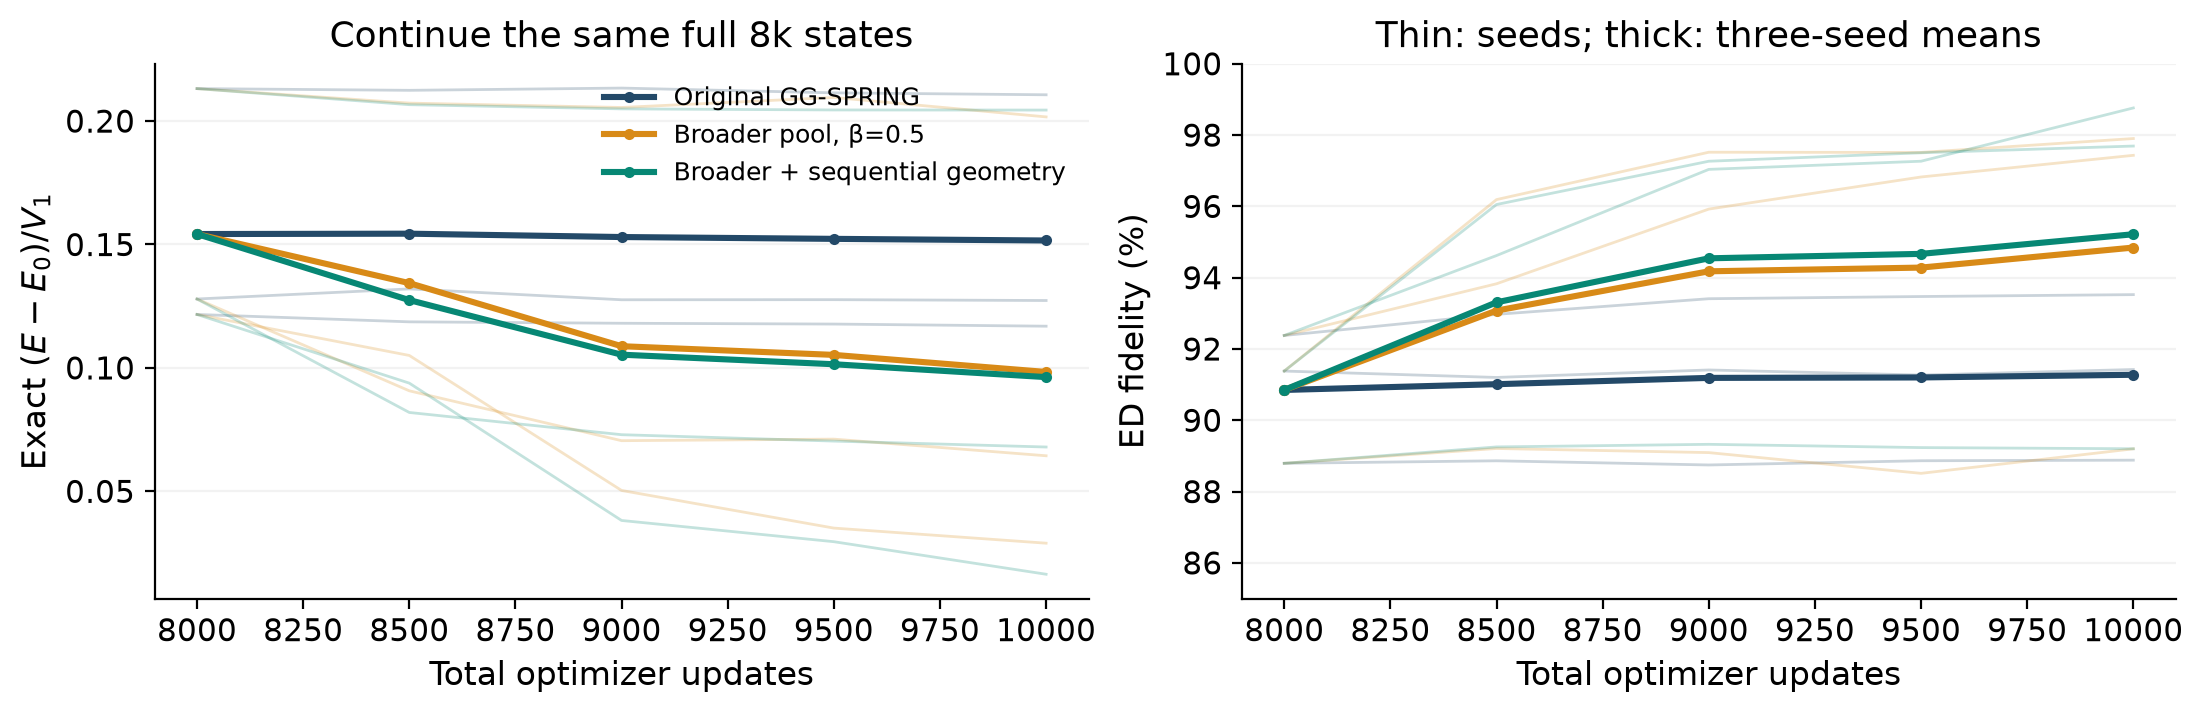 Continue the same full 8k states
Exact (E − E₀)/V₁
0.20
0.15
0.10
0.05
Original GG-SPRING
Broader pool, β=0.5
Broader + sequential geometry
8000 8250 8500 8750 9000 9250 9500 9750 10000
Total optimizer updates
Thin: seeds; thick: three-seed means
ED fidelity (%)
100
98
96
94
92
90
88
86
8000 8250 8500 8750 9000 9250 9500 9750 10000
Total optimizer updates